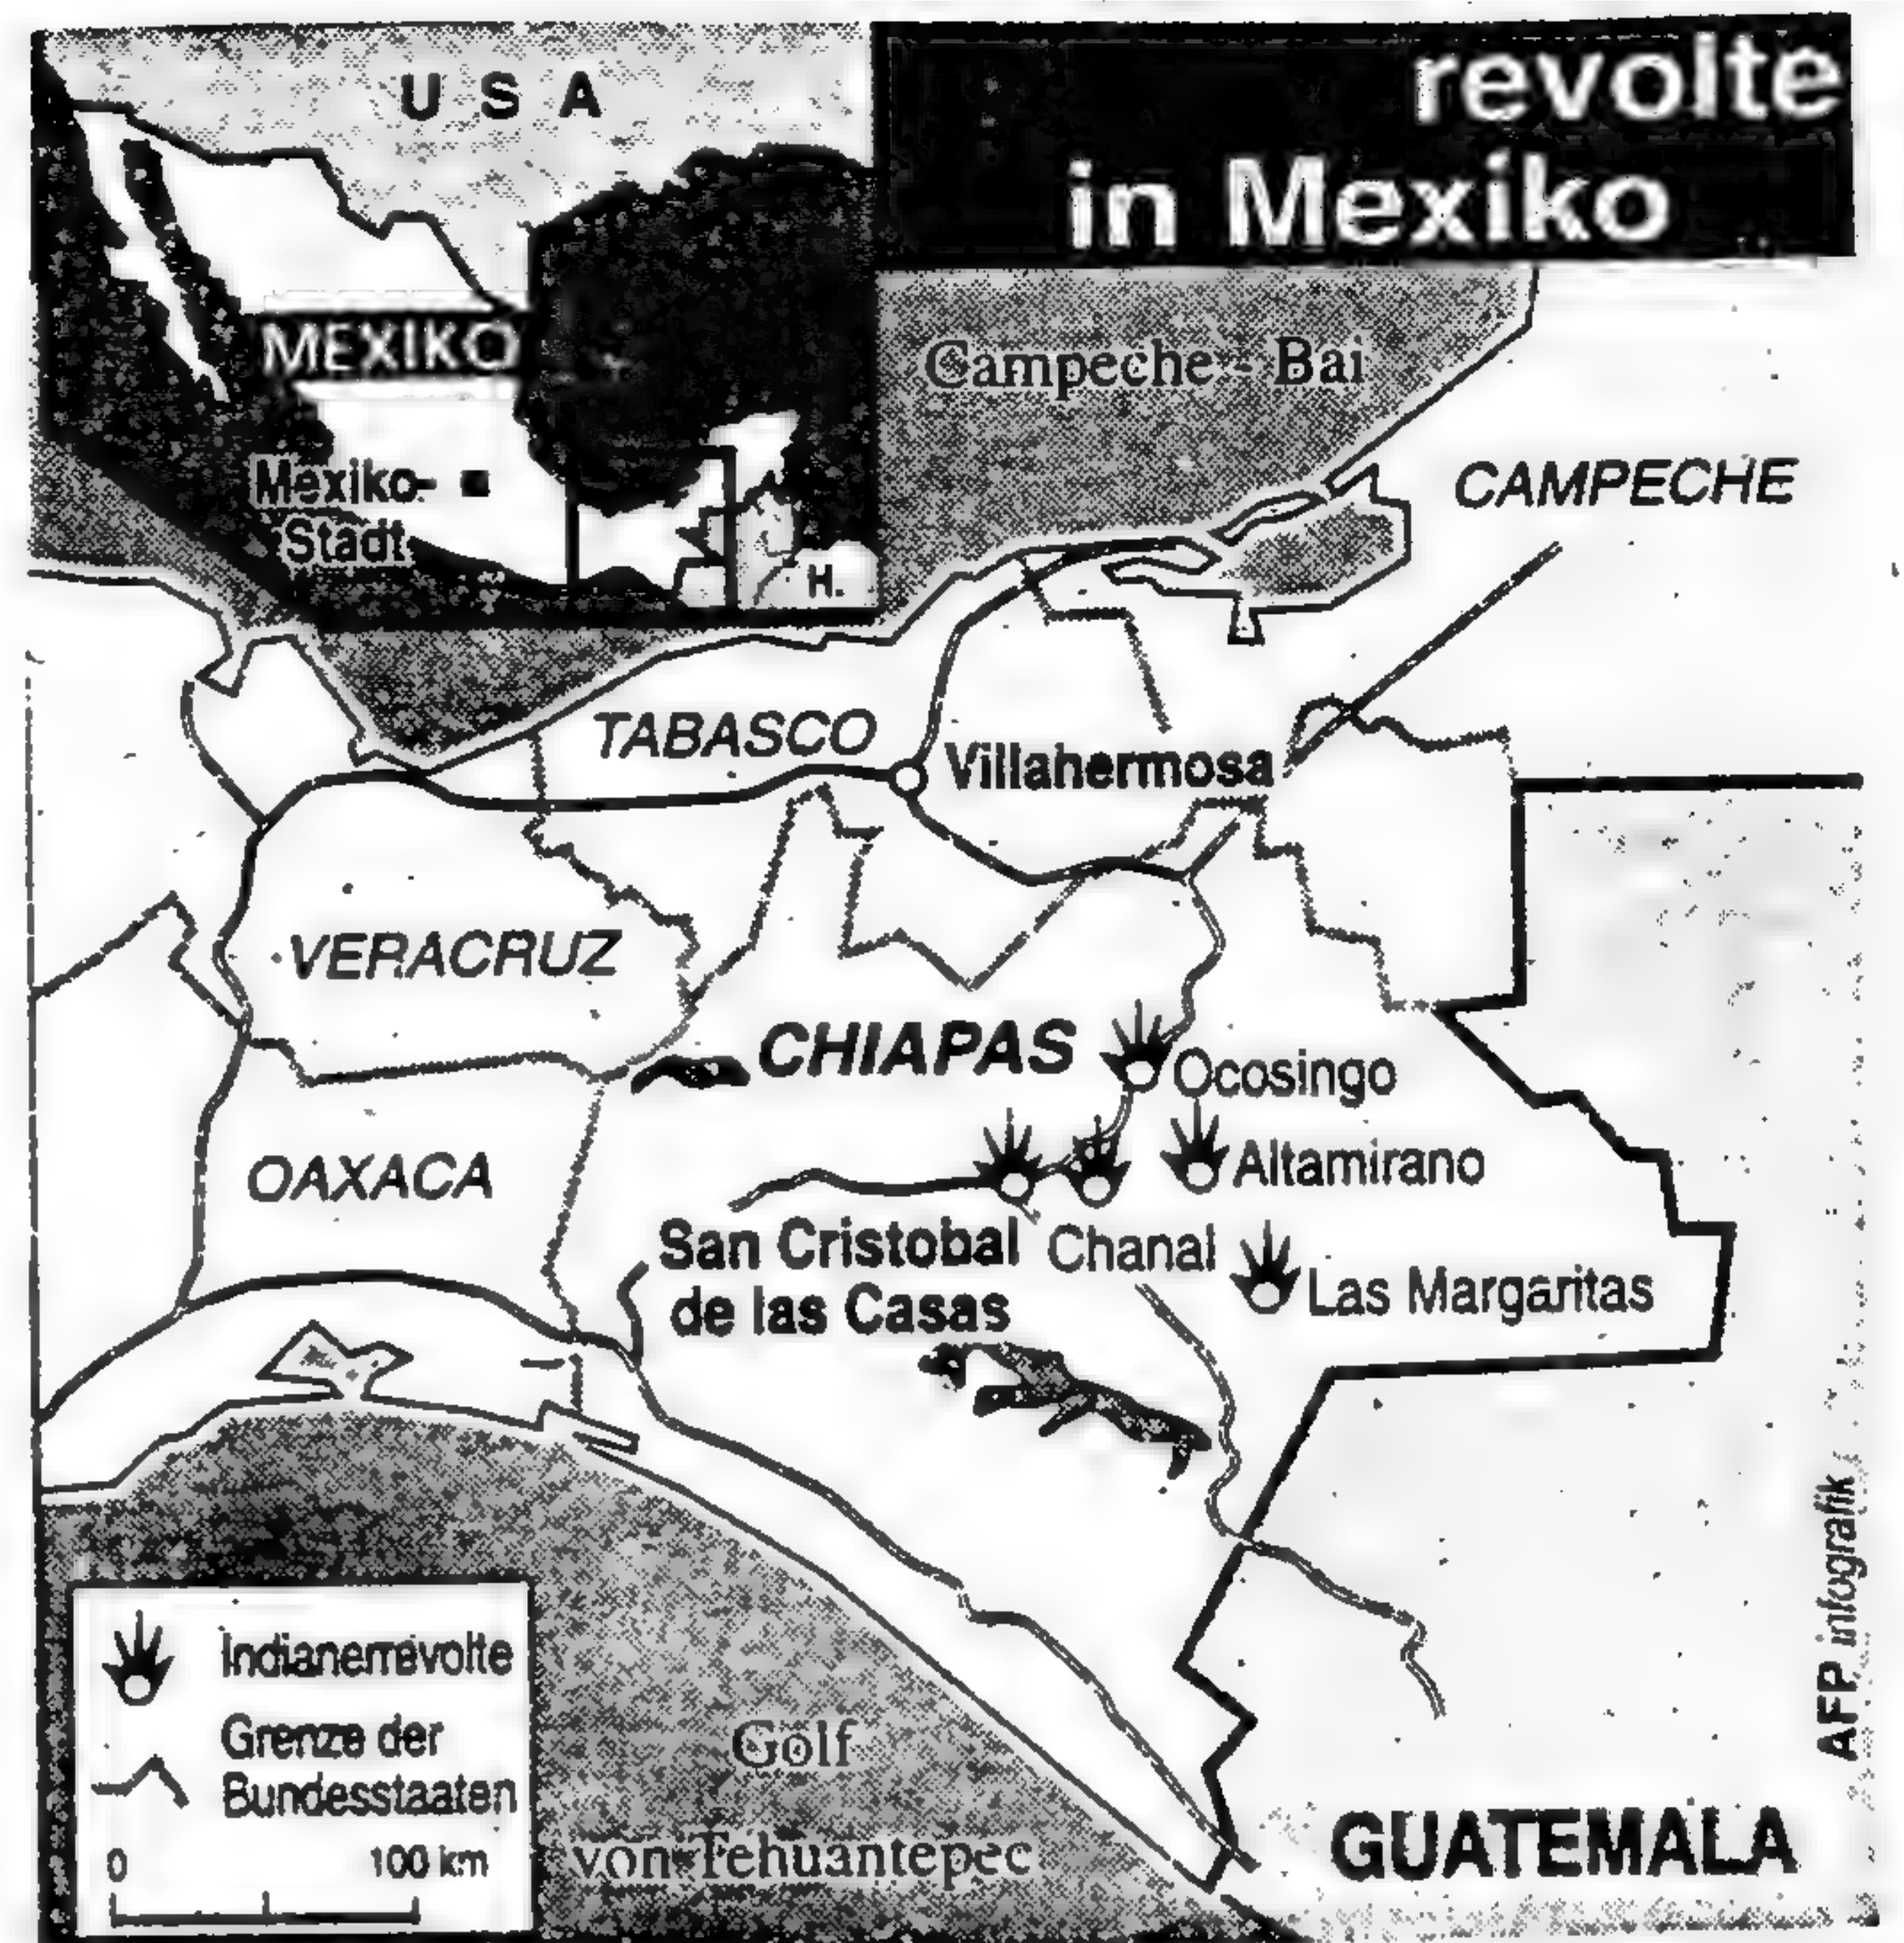 revolte
in Mexiko
USA
MEXIKO
Mexiko-
Stadt
H.
Campeche - Bai
CAMPECHE
TABASCO
Villahermosa
VERACRUZ
CHIAPAS
Ocosingo
OAXACA
Altamirano
San Cristobal
de las Casas
Chanal
Las Margaritas
Indianerrevolte
Grenze der
Bundesstaaten
0 100 km
Golf
von Tehuantepec
GUATEMALA
AFP infografik